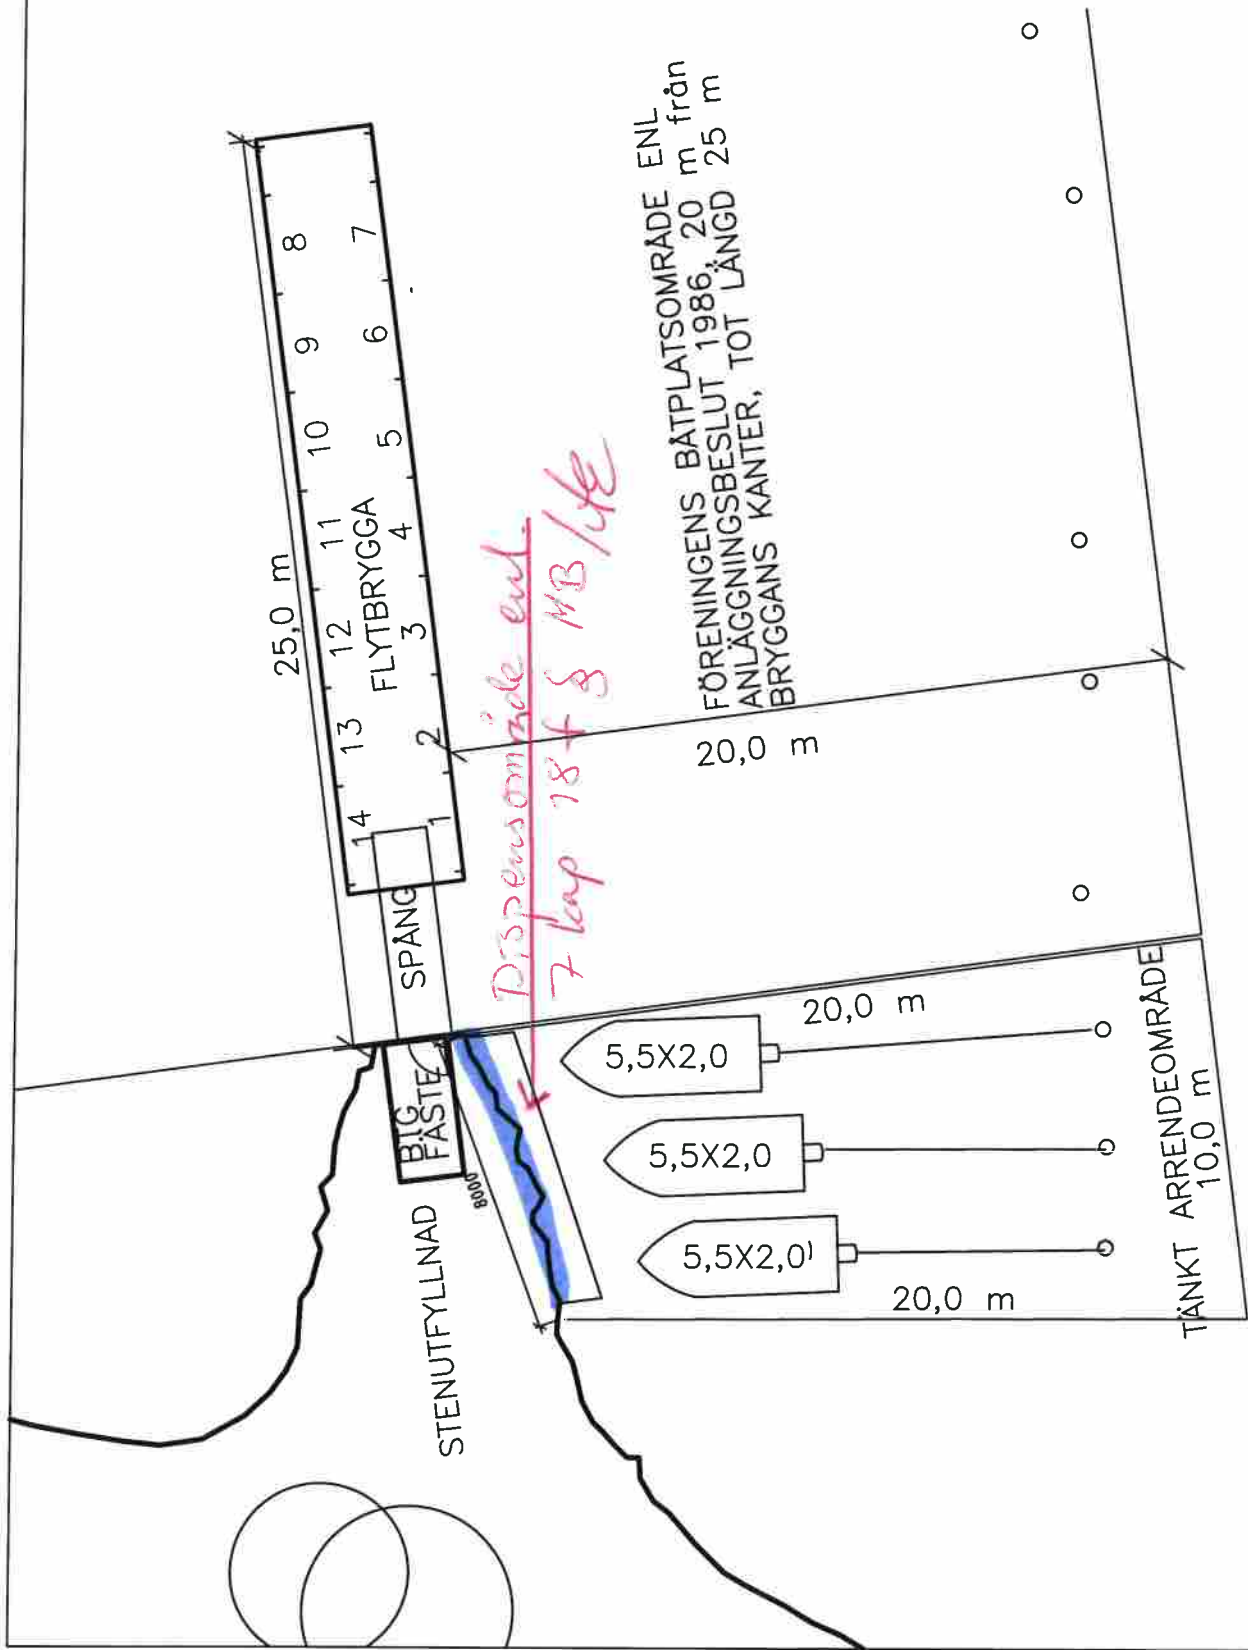 25,0 m
8
9
10
11
12
13
14
FLYTBRYGGA
7
6
5
4
3
2
1
SPÅNG
BTG
FÄSTE
8000
STENUTFYLLNAD
Dispensområde enl.
7 kap 18 f § MB
FÖRENINGENS BÅTPLATSOMRÅDE ENL
ANLÄGGNINGSBESLUT 1986, 20 m från
BRYGGANS KANTER, TOT LÄNGD 25 m
20,0 m
20,0 m
5,5X2,0
5,5X2,0
5,5X2,0
20,0 m
TÄNKT ARRENDEOMRÅDE
10,0 m